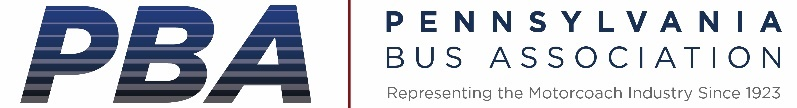 PBA
PENNSYLVANIA
BUS ASSOCIATION
Representing the Motorcoach Industry Since 1923